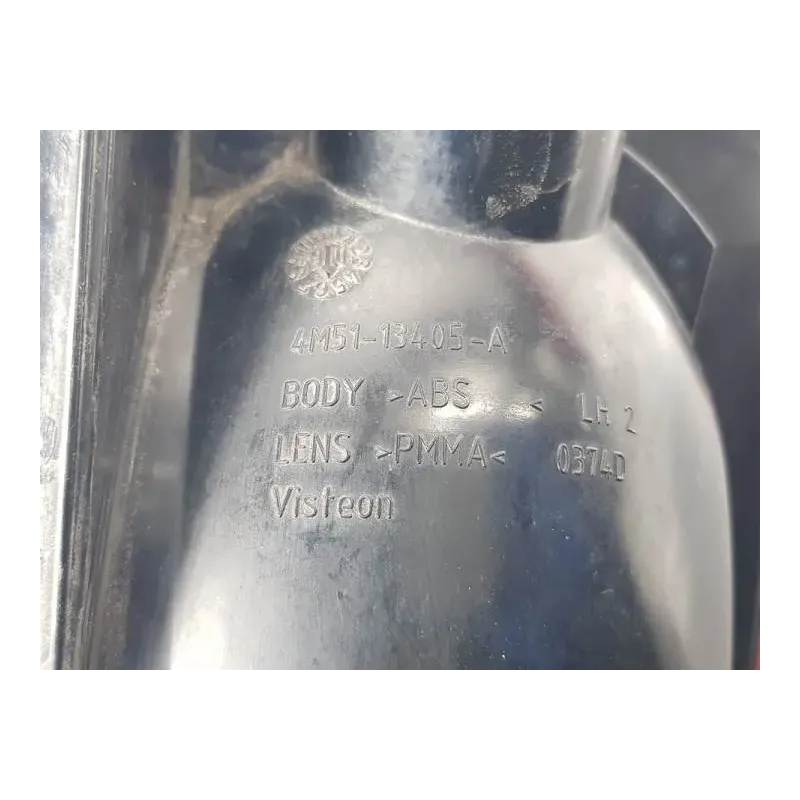 4M51-13405-A
BODY >ABS < LH 2
LENS >PMMA< 0374D
Visteon